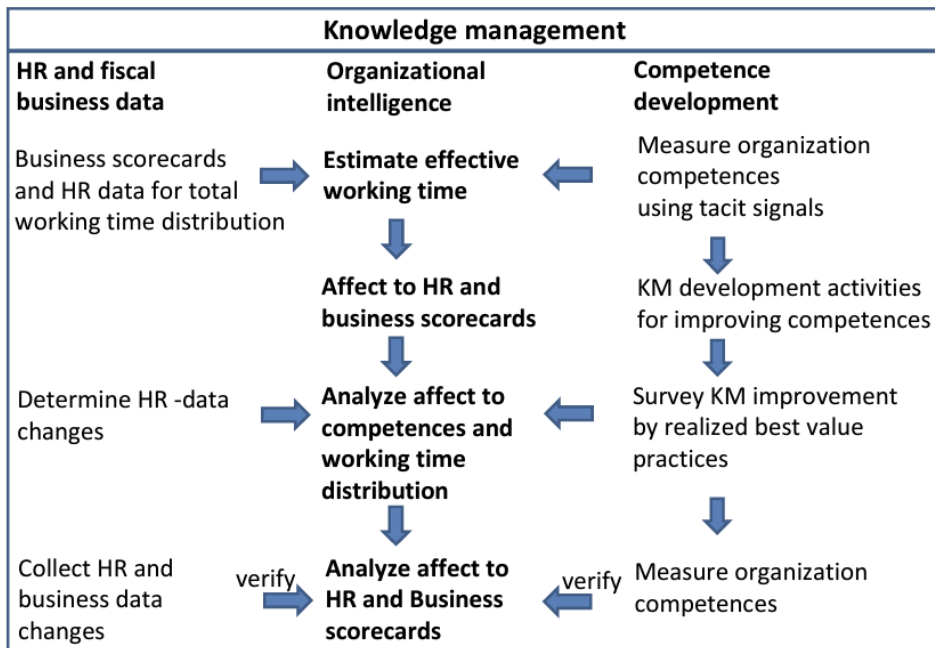 Knowledge management
HR and fiscal
business data
Organizational
intelligence
Competence
development
Business scorecards
and HR data for total
working time distribution
Estimate effective
working time
Measure organization
competences
using tacit signals
Affect to HR and
business scorecards
KM development activities
for improving competences
Determine HR -data
changes
Analyze affect to
competences and
working time
distribution
Survey KM improvement
by realized best value
practices
Collect HR and
business data
changes
verify
Analyze affect to
HR and Business
scorecards
verify
Measure organization
competences